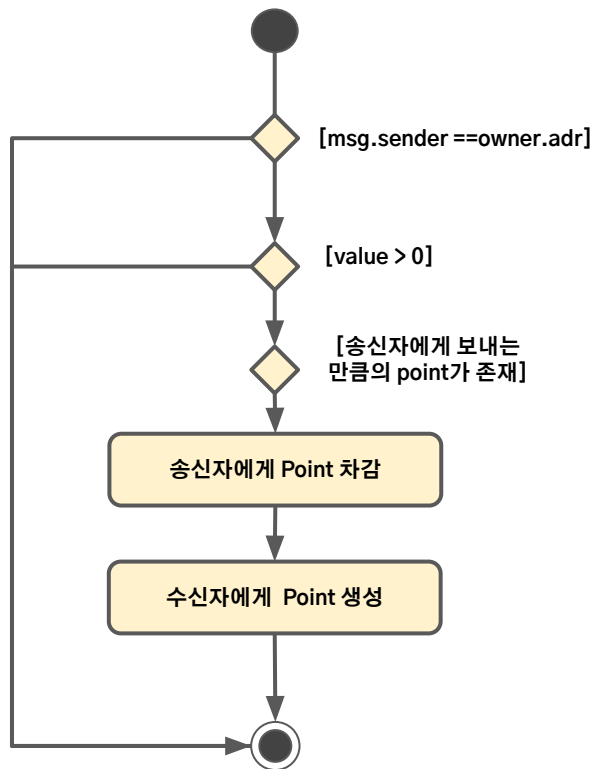 [msg.sender ==owner.adr]
[value > 0]
[송신자에게 보내는
만큼의 point가 존재]
송신자에게 Point 차감
수신자에게 Point 생성